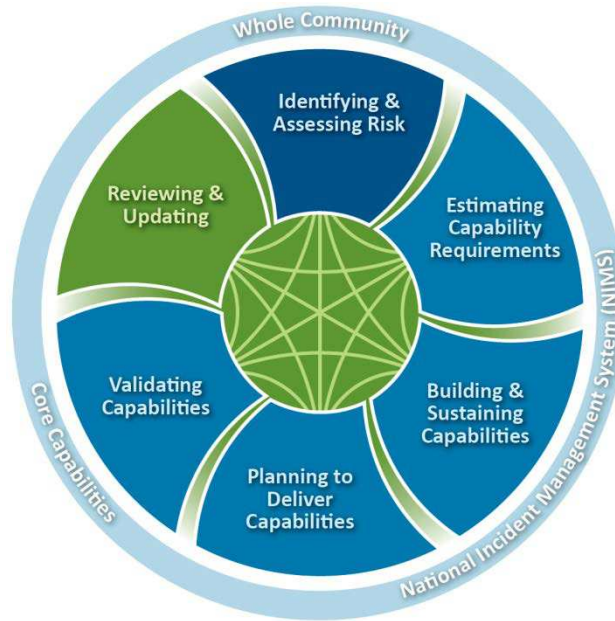 Whole Community
Identifying &
Assessing Risk
Estimating
Capability
Requirements
Building &
Sustaining
Capabilities
Planning to
Deliver
Capabilities
Validating
Capabilities
Reviewing &
Updating
National Incident Management System (NIMS)
Core Capabilities